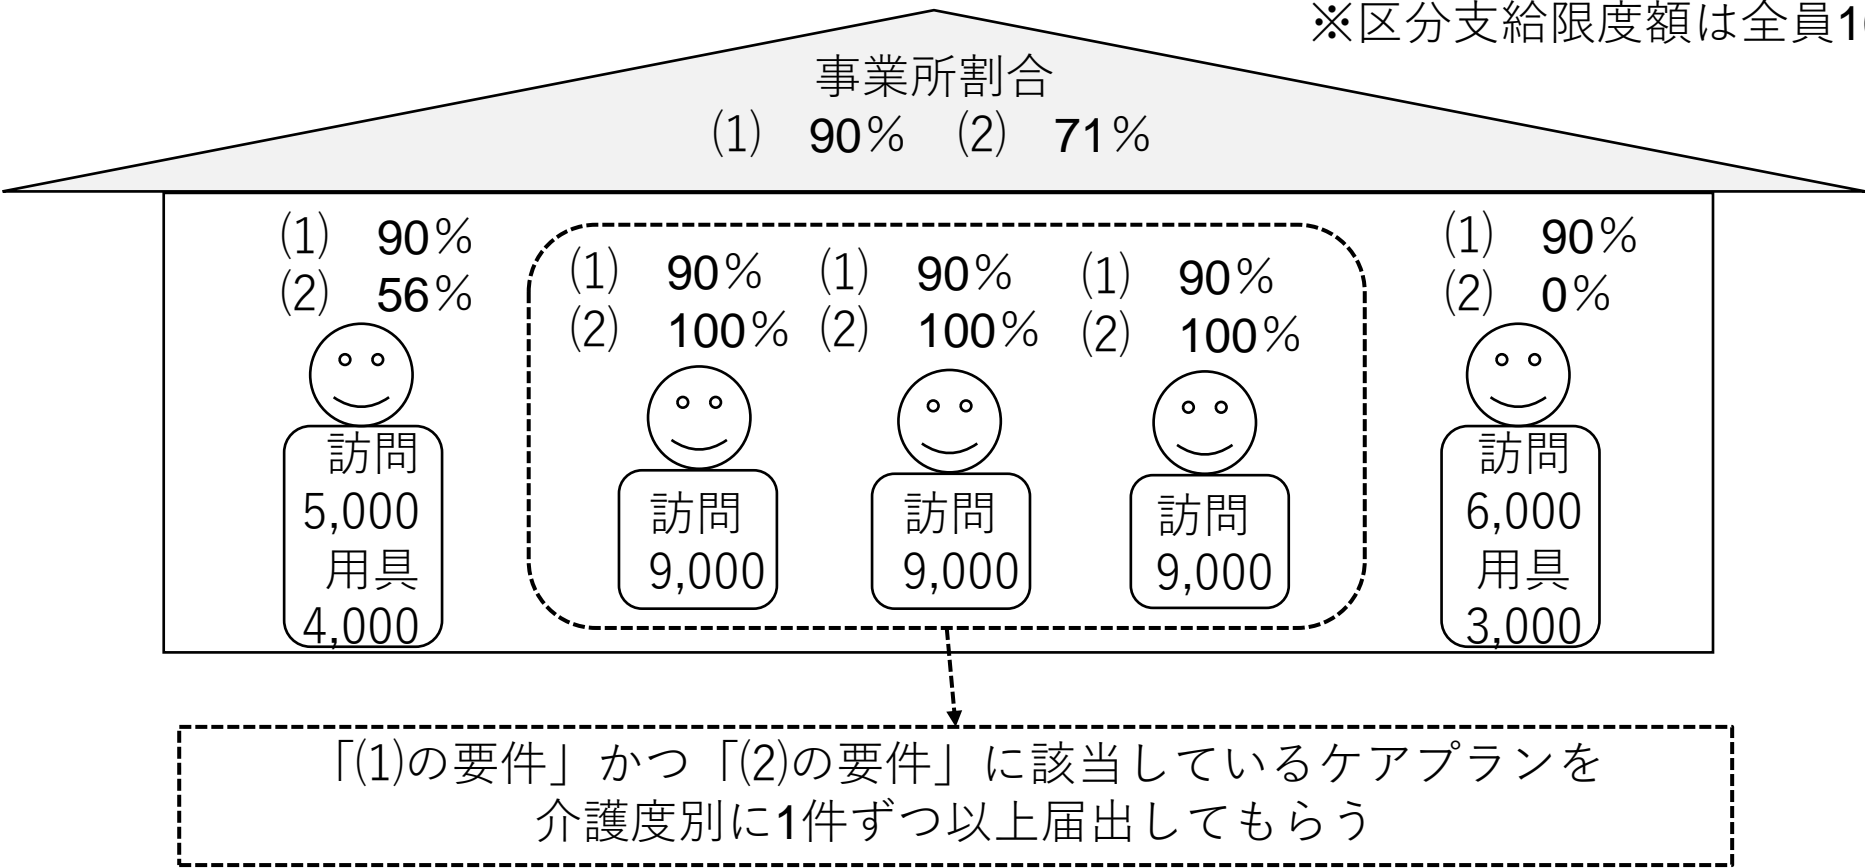 ※区分支給限度額は全員1
事業所割合
(1) 90% (2) 71%
(1) 90%
(2) 56%
訪問
5,000
用具
4,000
(1) 90%
(2) 100%
訪問
9,000
(1) 90%
(2) 100%
訪問
9,000
(1) 90%
(2) 100%
訪問
9,000
(1) 90%
(2) 0%
訪問
6,000
用具
3,000
「(1)の要件」かつ「(2)の要件」に該当しているケアプランを
介護度別に1件ずつ以上届出してもらう